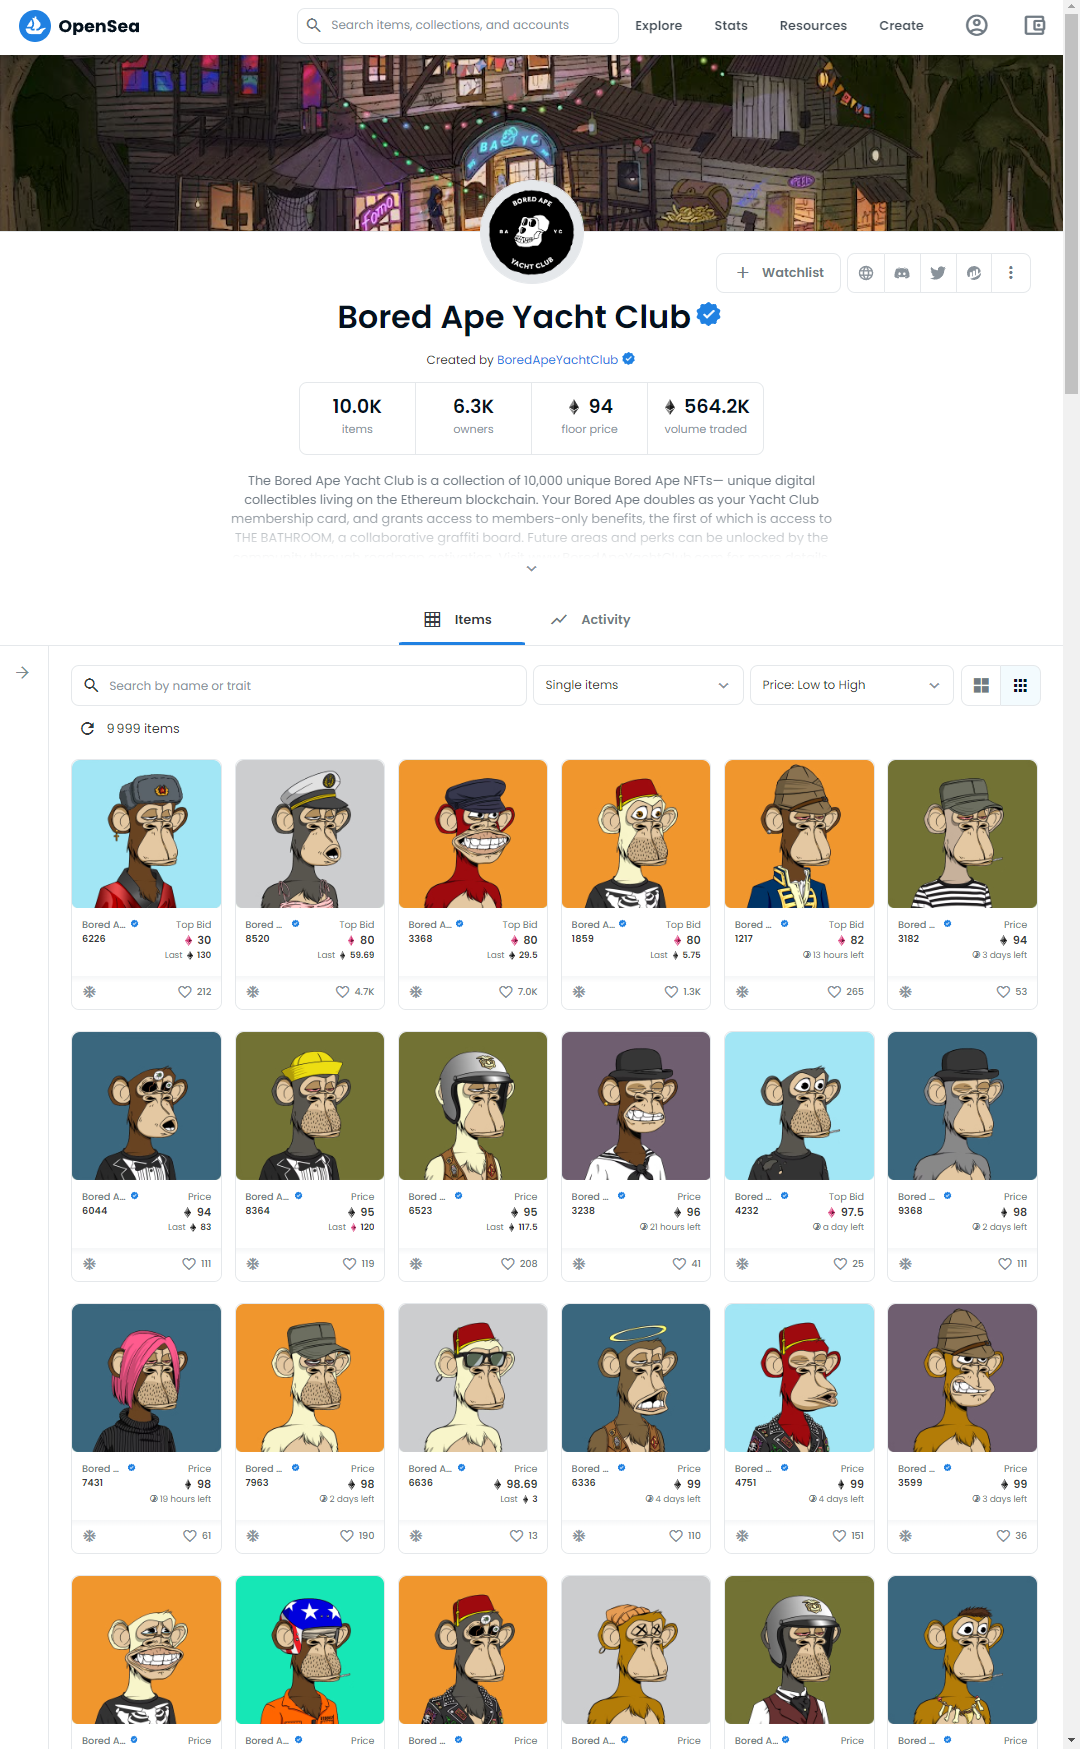 OpenSea
Search items, collections, and accounts
Explore
Stats
Resources
Create
BAYC
fomo
BORED APE
BA YC
YACHT CLUB
Watchlist
Bored Ape Yacht Club
Created by BoredApeYachtClub
10.0K
6.3K
94
564.2K
items
owners
floor price
volume traded
The Bored Ape Yacht Club is a collection of 10,000 unique Bored Ape NFTs— unique digital
collectibles living on the Ethereum blockchain. Your Bored Ape doubles as your Yacht Club
membership card, and grants access to members-only benefits, the first of which is access to
THE BATHROOM, a collaborative graffiti board. Future areas and perks can be unlocked by the
Items
Activity
Search by name or trait
Single items
Price: Low to High
9 999 items
Bored A... Top Bid
6226 30
Last 130
212
Bored ... Top Bid
8520 80
Last 59.69
4.7K
Bored A... Top Bid
3368 80
Last 29.5
7.0K
Bored A... Top Bid
1859 80
Last 5.75
1.3K
Bored ... Top Bid
1217 82
13 hours left
265
Bored ... Price
3182 94
3 days left
53
Bored A... Price
6044 94
Last 83
111
Bored A... Price
8364 95
Last 120
119
Bored ... Price
6523 95
Last 117.5
208
Bored ... Price
3238 96
21 hours left
41
Bored ... Top Bid
4232 97.5
a day left
25
Bored ... Price
9368 98
2 days left
111
Bored ... Price
7431 98
19 hours left
61
Bored ... Price
7963 98
2 days left
190
Bored A... Price
6636 98.69
Last 3
13
Bored ... Price
6336 99
4 days left
110
Bored ... Price
4751 99
4 days left
151
Bored ... Price
3599 99
3 days left
36
Bored A... Price
Bored A... Price
Bored ... Price
Bored A... Price
Bored A... Price
Bored ... Price